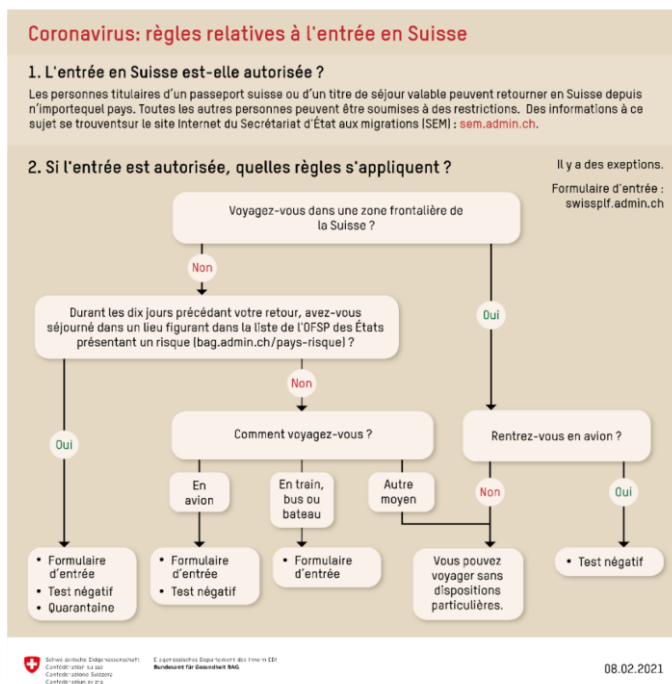 Coronavirus: règles relatives à l'entrée en Suisse
1. L'entrée en Suisse est-elle autorisée ?
Les personnes titulaires d'un passeport suisse ou d'un titre de séjour valable peuvent retourner en Suisse depuis
n'importequel pays. Toutes les autres personnes peuvent être soumises à des restrictions. Des informations à ce
sujet se trouventsur le site Internet du Secrétariat d'État aux migrations (SEM) : sem.admin.ch.
2. Si l'entrée est autorisée, quelles règles s'appliquent ?
Il y a des exeptions.
Formulaire d'entrée :
swissplf.admin.ch
Voyagez-vous dans une zone frontalière de
la Suisse ?
Non
Oui
Durant les dix jours précédant votre retour, avez-vous
séjourné dans un lieu figurant dans la liste de l'OFSP des États
présentant un risque (bag.admin.ch/pays-risque) ?
Oui
Non
Comment voyagez-vous ?
Rentrez-vous en avion ?
En
avion
En train,
bus ou
bateau
Autre
moyen
Non
Oui
• Formulaire
d'entrée
• Test négatif
• Quarantaine
• Formulaire
d'entrée
• Test négatif
• Formulaire
d'entrée
Vous pouvez
voyager sans
dispositions
particulières.
• Test négatif
Schweizerische Eidgenossenschaft
Confédération suisse
Confederazione Svizzera
Confederaziun svizra
Eidgenössisches Departement des Innern EDI
Bundesamt für Gesundheit BAG
08.02.2021